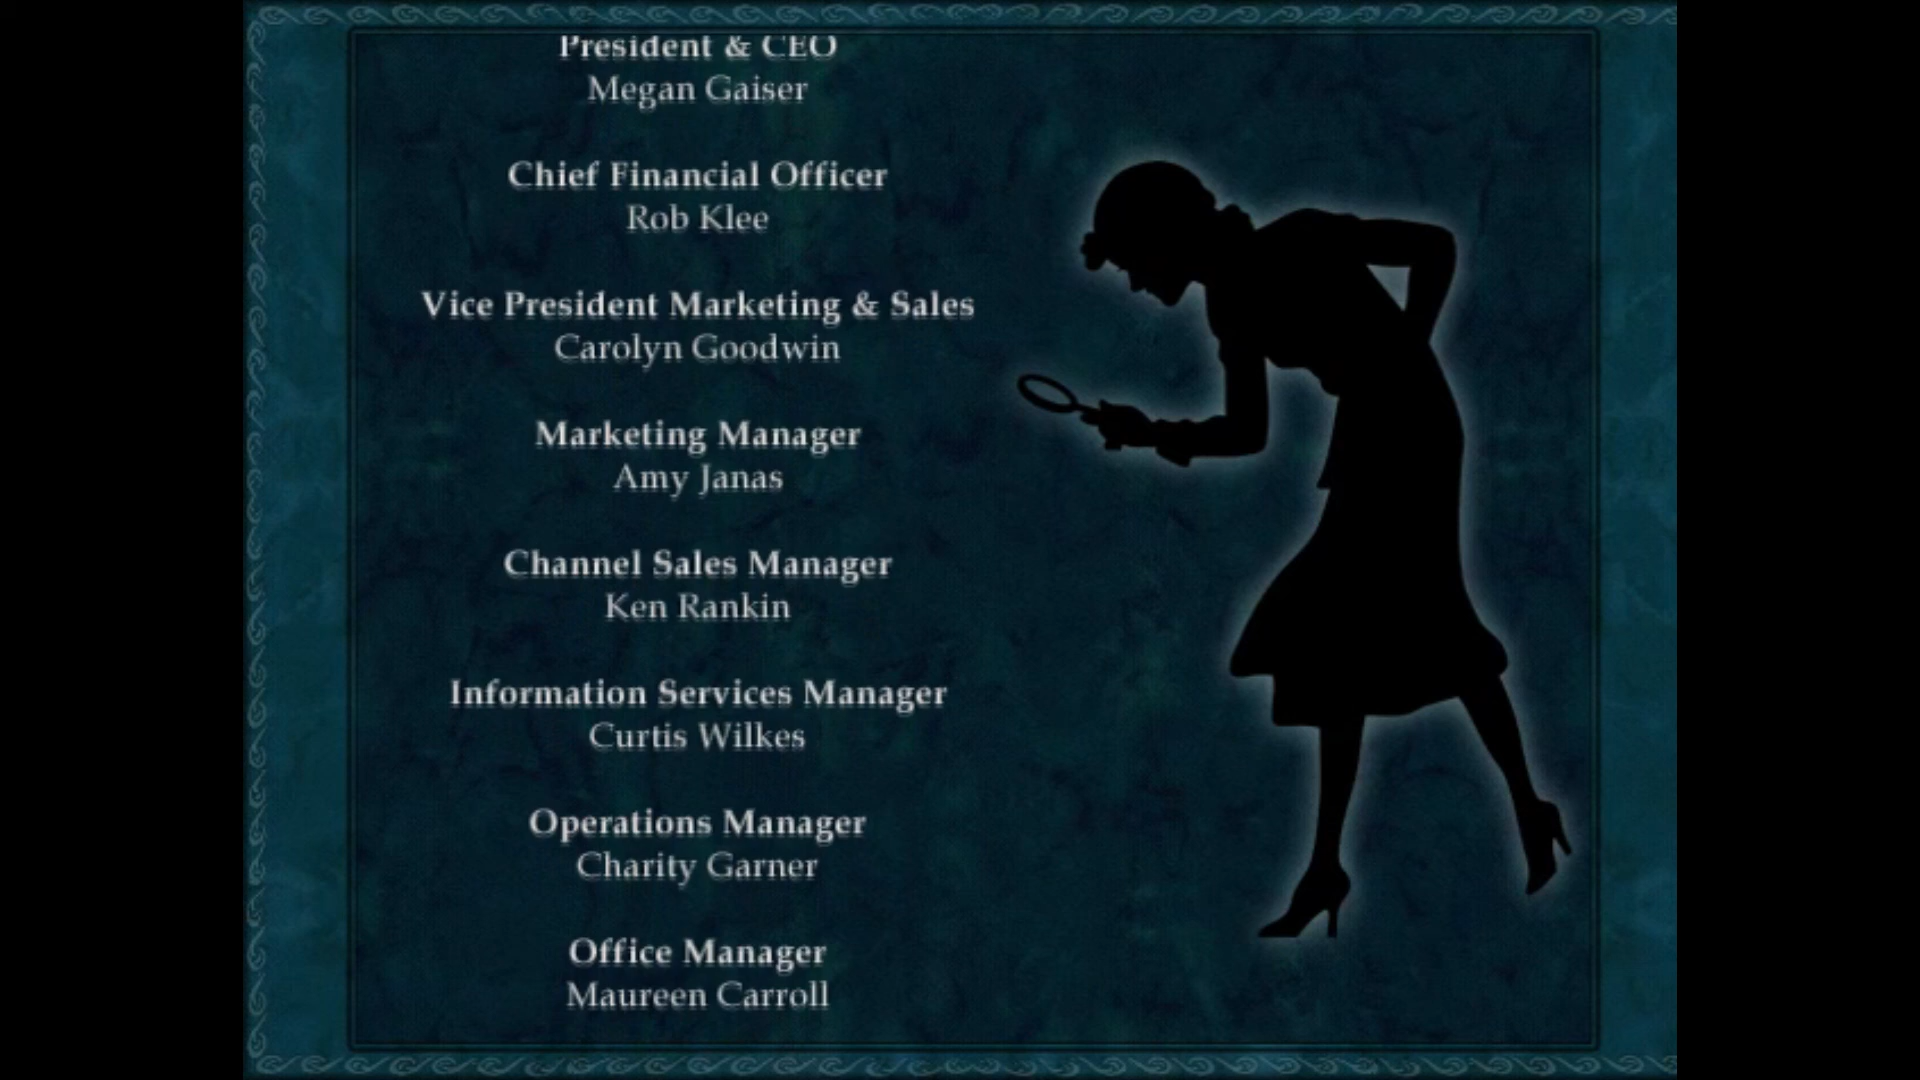 President & CEO
Megan Gaiser
Chief Financial Officer
Rob Klee
Vice President Marketing & Sales
Carolyn Goodwin
Marketing Manager
Amy Janas
Channel Sales Manager
Ken Rankin
Information Services Manager
Curtis Wilkes
Operations Manager
Charity Garner
Office Manager
Maureen Carroll